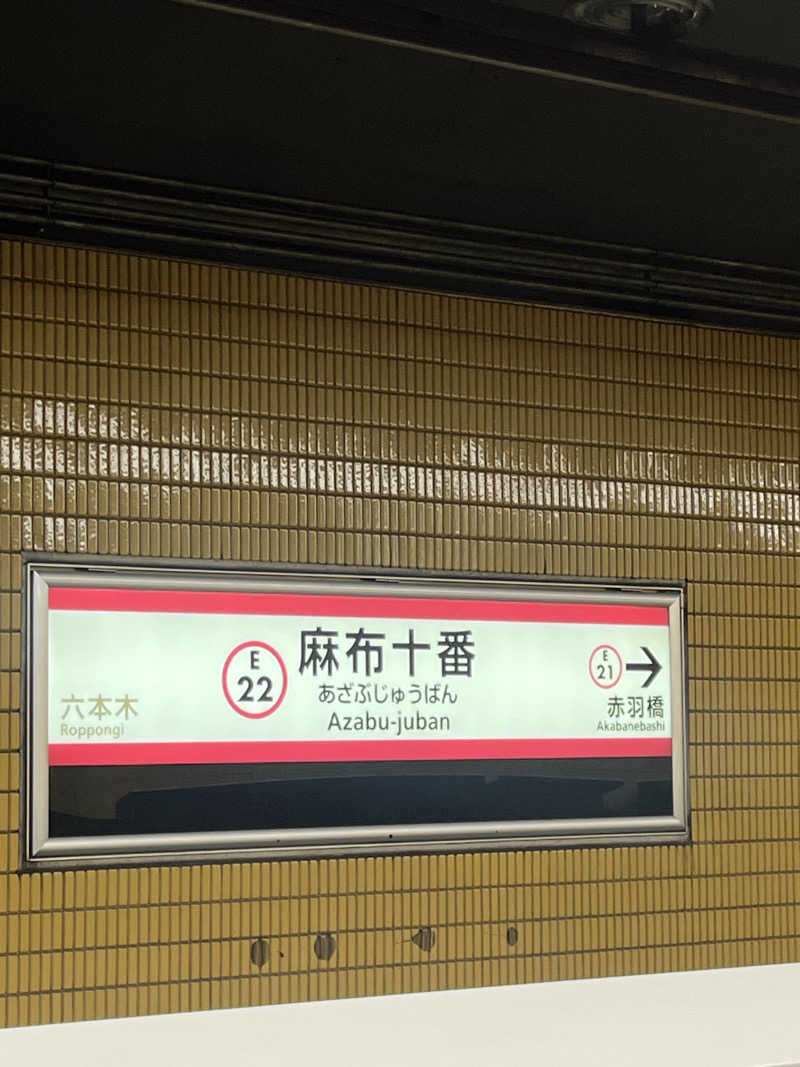 六本木
Roppongi
E
22
麻布十番
あざぶじゅうばん
Azabu-juban
E
21
赤羽橋
Akabanebashi